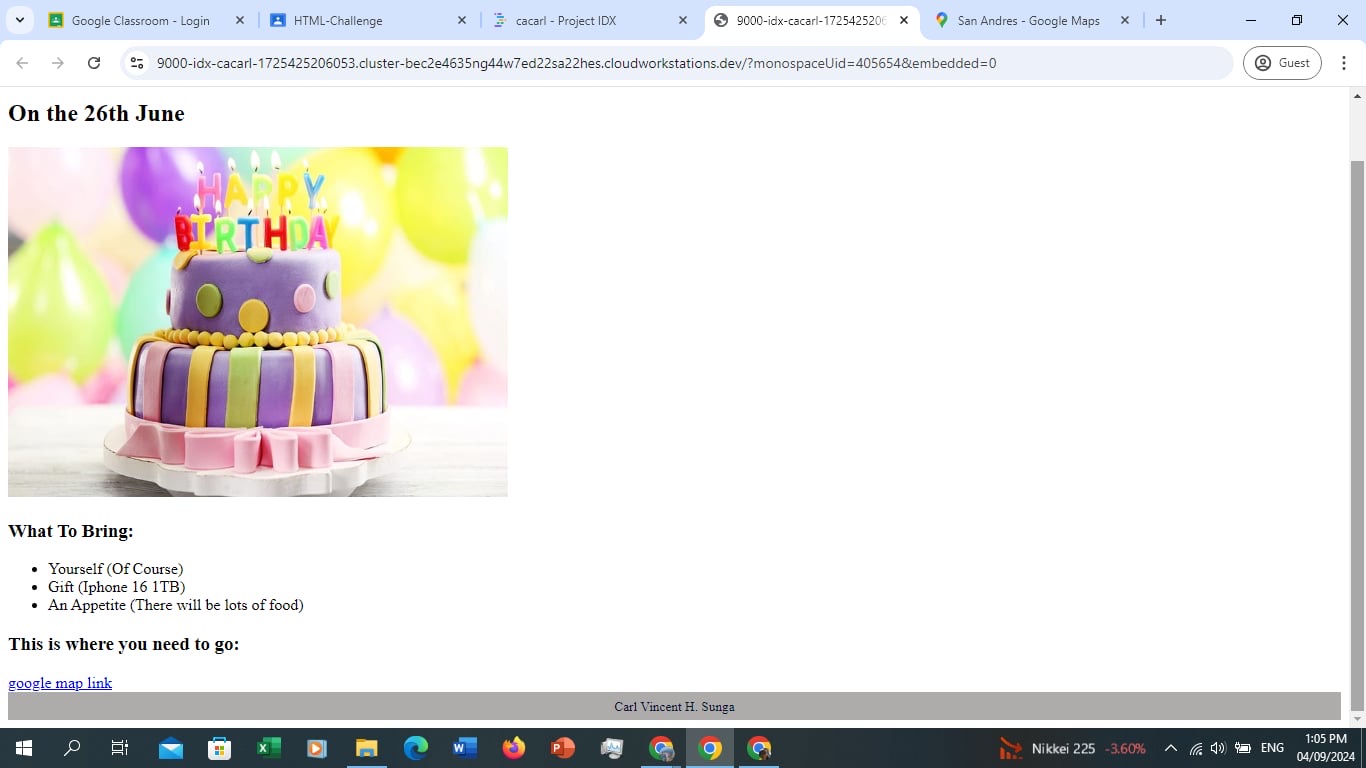 Google Classroom - Login
HTML-Challenge
cacarl - Project IDX
9000-idx-cacarl-1725425206
San Andres - Google Maps
9000-idx-cacarl-1725425206053.cluster-bec2e4635ng44w7ed22sa22hes.cloudworkstations.dev/?monospaceUid=405654&embedded=0
Guest
On the 26th June
HAPPY
BIRTHDAY
What To Bring:
Yourself (Of Course)
Gift (Iphone 16 1TB)
An Appetite (There will be lots of food)
This is where you need to go:
google map link
Carl Vincent H. Sunga
Nikkei 225 -3.60%
ENG
1:05 PM
04/09/2024